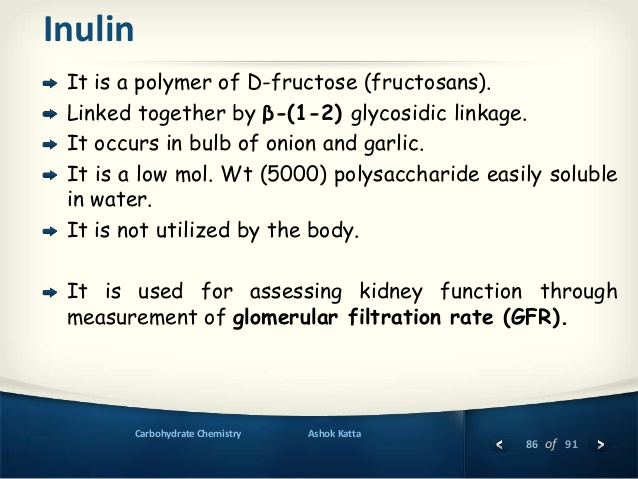 Inulin
It is a polymer of D-fructose (fructosans).
Linked together by β-(1-2) glycosidic linkage.
It occurs in bulb of onion and garlic.
It is a low mol. Wt (5000) polysaccharide easily soluble
in water.
It is not utilized by the body.
It is used for assessing kidney function through
measurement of glomerular filtration rate (GFR).
Carbohydrate Chemistry Ashok Katta
< 86 of 91 >